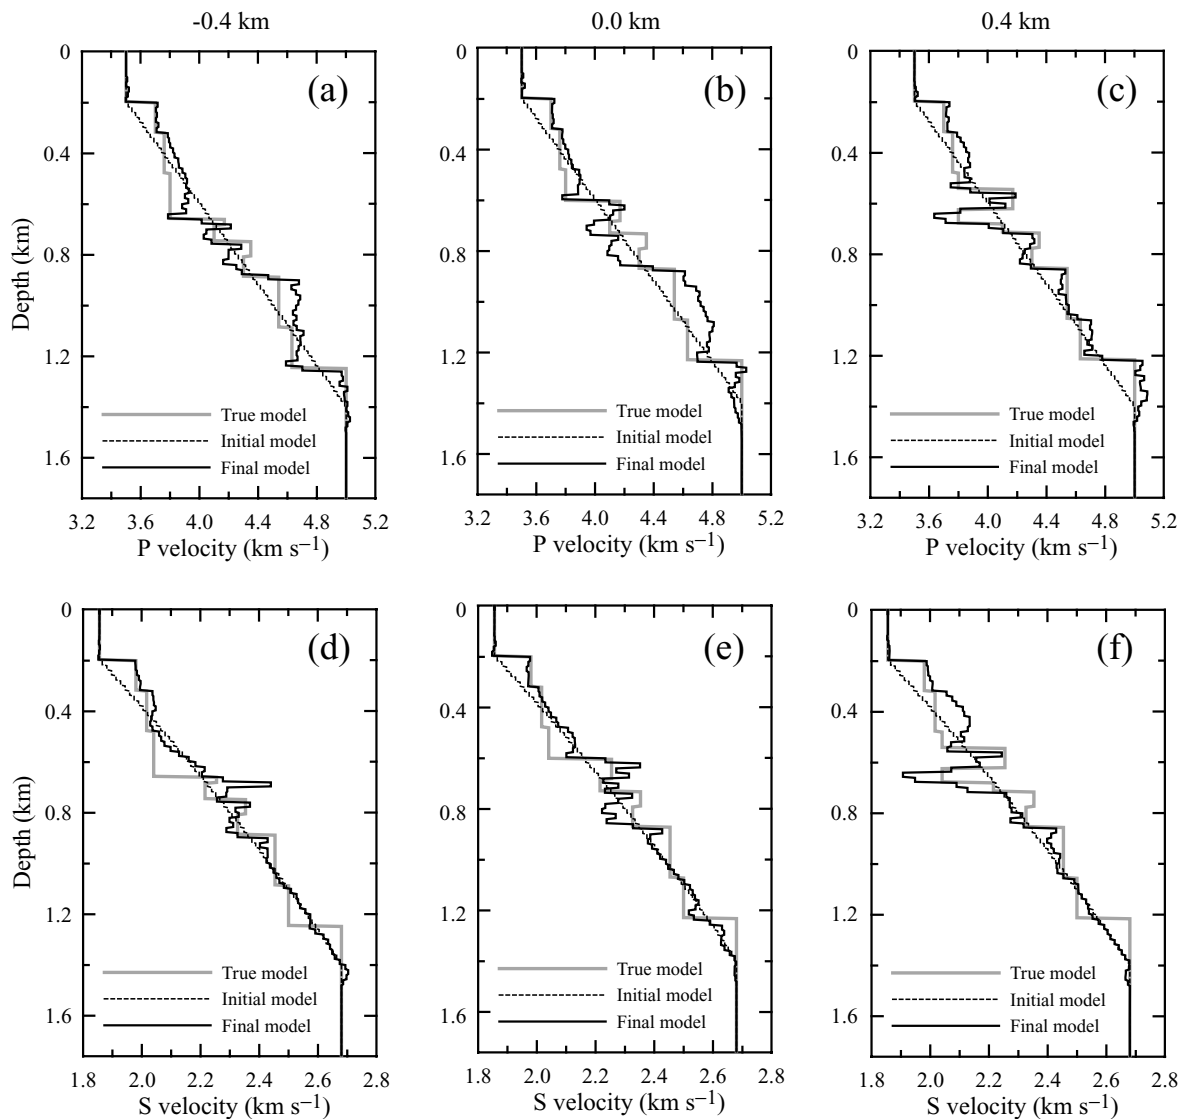 -0.4 km 0.0 km 0.4 km
(a) (b) (c)
0 0 0
0.4 0.4 0.4
0.8 0.8 0.8
1.2 1.2 1.2
1.6 1.6 1.6
Depth (km)
True model True model True model
Initial model Initial model Initial model
Final model Final model Final model
3.2 3.6 4.0 4.4 4.8 5.2 3.2 3.6 4.0 4.4 4.8 5.2 3.2 3.6 4.0 4.4 4.8 5.2
P velocity (km s⁻¹) P velocity (km s⁻¹) P velocity (km s⁻¹)
(d) (e) (f)
0 0 0
0.4 0.4 0.4
0.8 0.8 0.8
1.2 1.2 1.2
1.6 1.6 1.6
Depth (km)
True model True model True model
Initial model Initial model Initial model
Final model Final model Final model
1.8 2.0 2.2 2.4 2.6 2.8 1.8 2.0 2.2 2.4 2.6 2.8 1.8 2.0 2.2 2.4 2.6 2.8
S velocity (km s⁻¹) S velocity (km s⁻¹) S velocity (km s⁻¹)